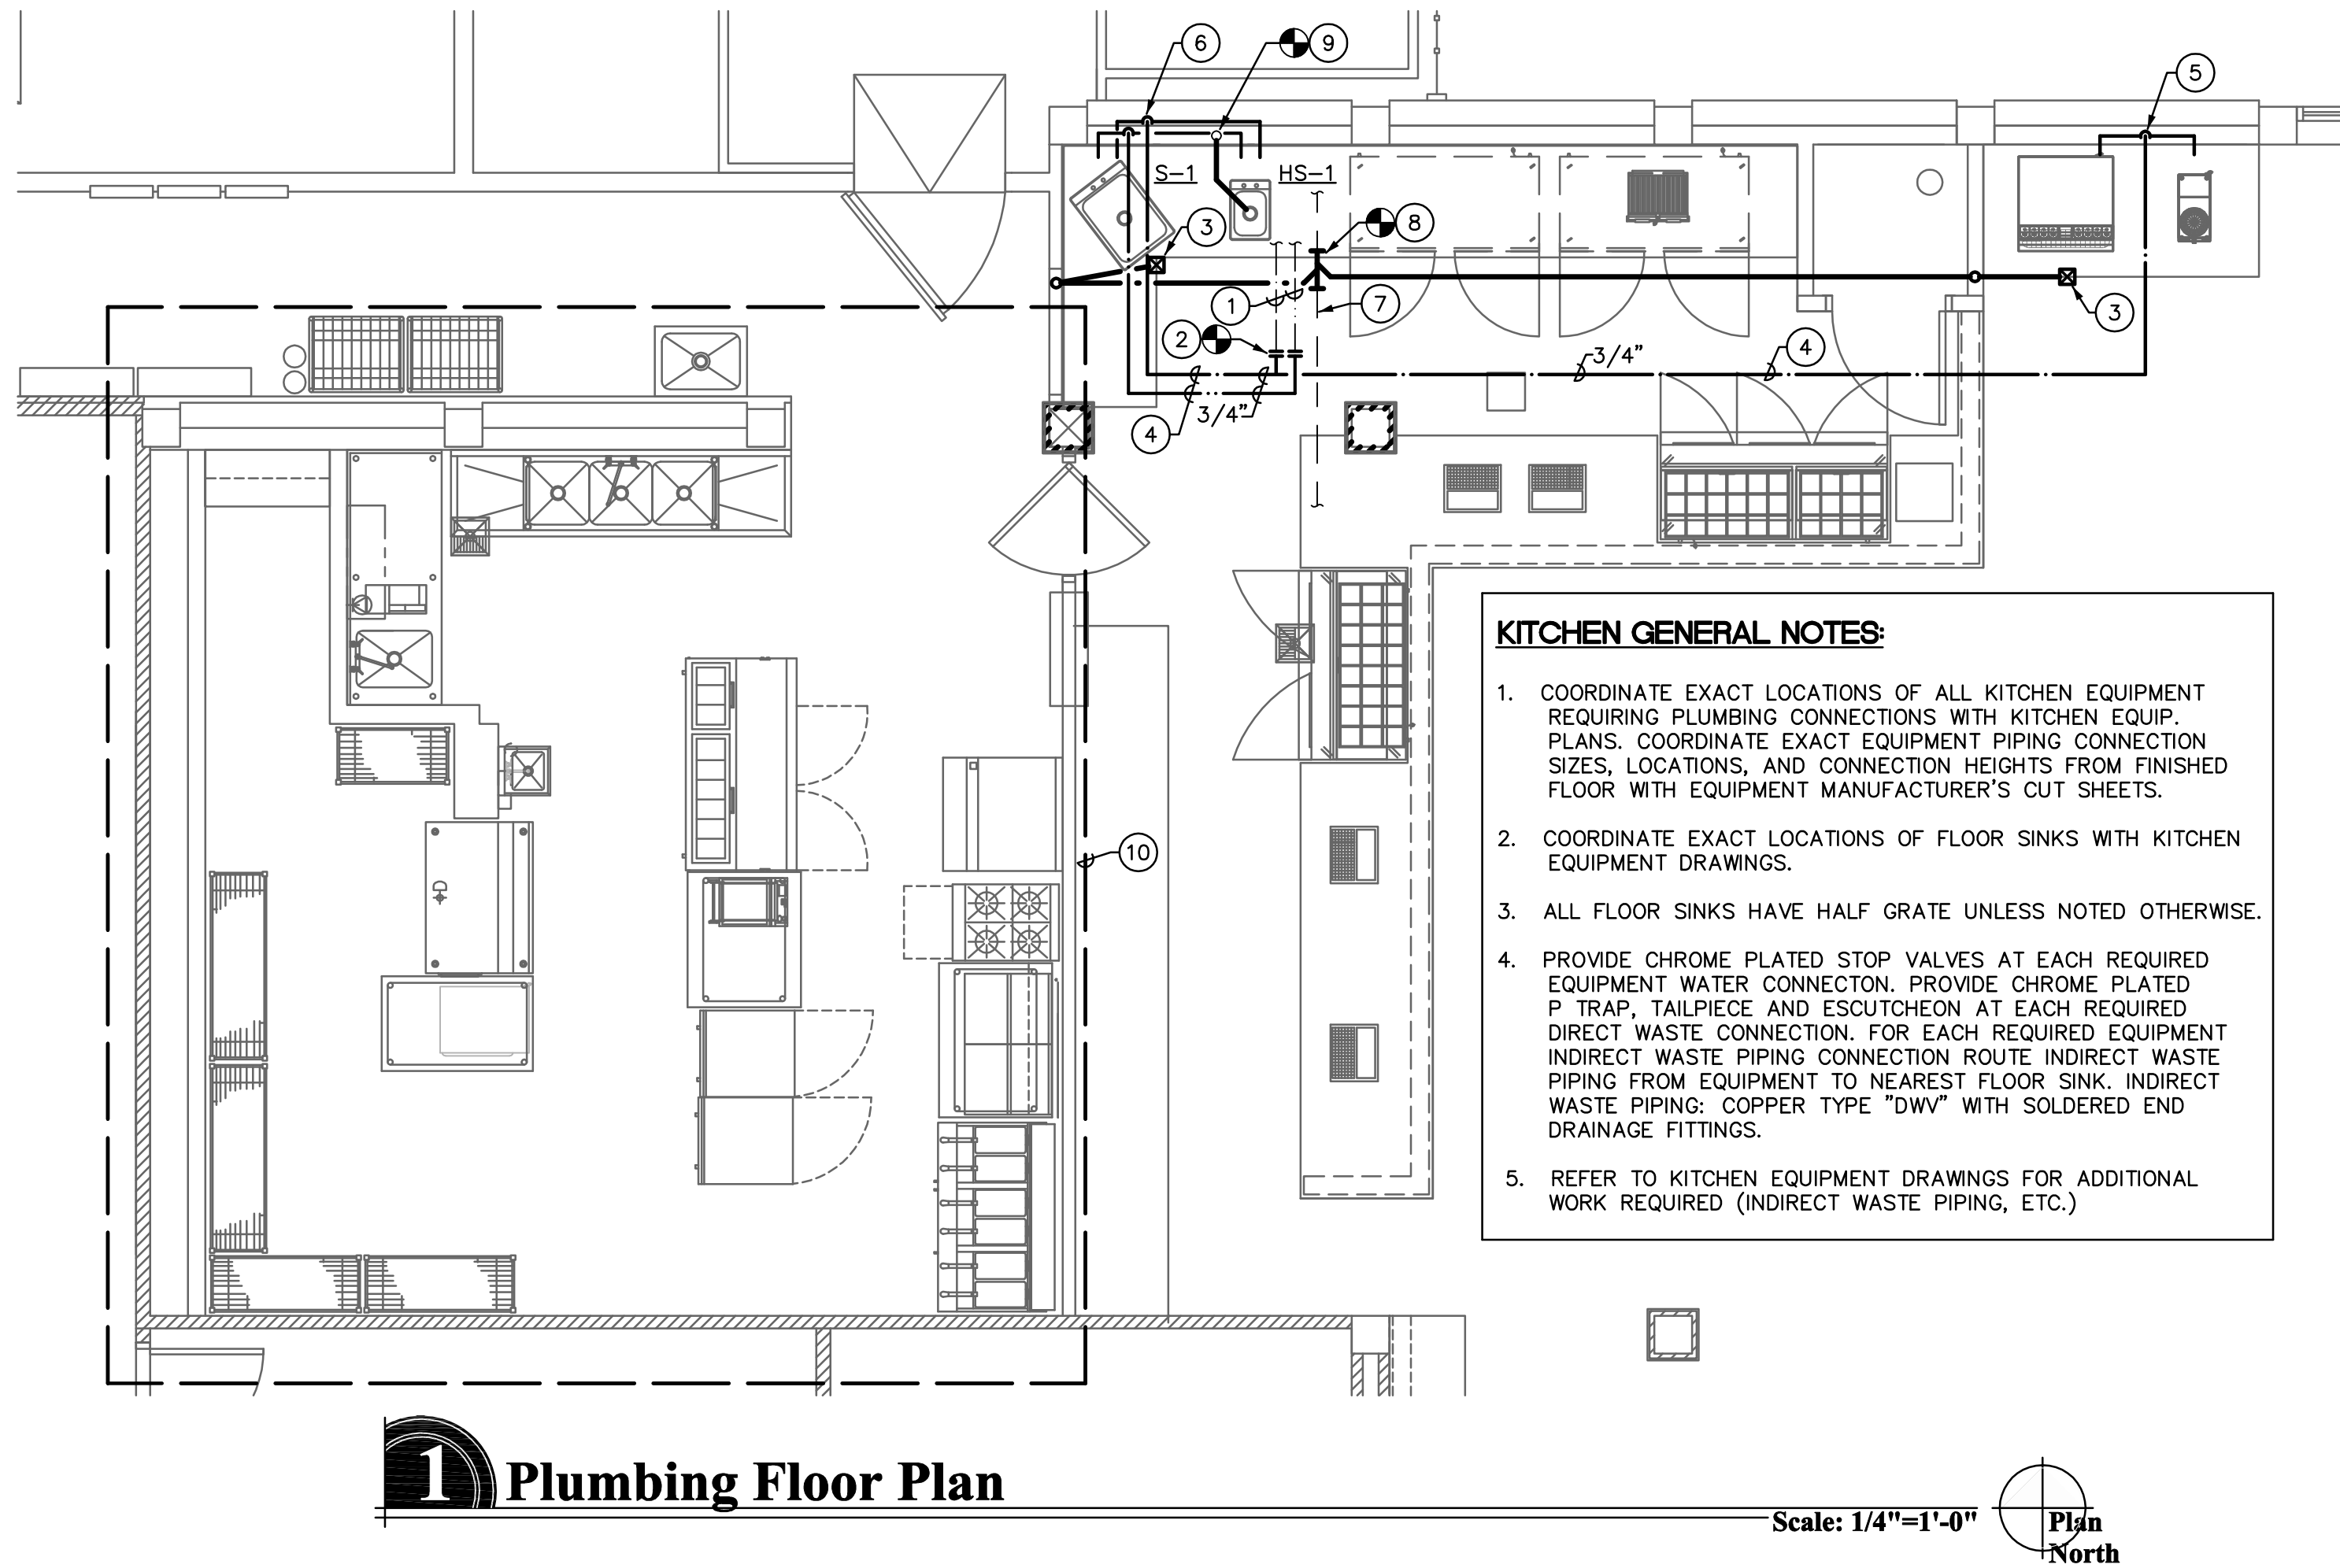 6
9
5
S-1
HS-1
3
8
1
7
3
2
3/4"
4
3/4"
4
KITCHEN GENERAL NOTES:
1. COORDINATE EXACT LOCATIONS OF ALL KITCHEN EQUIPMENT
REQUIRING PLUMBING CONNECTIONS WITH KITCHEN EQUIP.
PLANS. COORDINATE EXACT EQUIPMENT PIPING CONNECTION
SIZES, LOCATIONS, AND CONNECTION HEIGHTS FROM FINISHED
FLOOR WITH EQUIPMENT MANUFACTURER'S CUT SHEETS.
2. COORDINATE EXACT LOCATIONS OF FLOOR SINKS WITH KITCHEN
EQUIPMENT DRAWINGS.
3. ALL FLOOR SINKS HAVE HALF GRATE UNLESS NOTED OTHERWISE.
4. PROVIDE CHROME PLATED STOP VALVES AT EACH REQUIRED
EQUIPMENT WATER CONNECTON. PROVIDE CHROME PLATED
P TRAP, TAILPIECE AND ESCUTCHEON AT EACH REQUIRED
DIRECT WASTE CONNECTION. FOR EACH REQUIRED EQUIPMENT
INDIRECT WASTE PIPING CONNECTION ROUTE INDIRECT WASTE
PIPING FROM EQUIPMENT TO NEAREST FLOOR SINK. INDIRECT
WASTE PIPING: COPPER TYPE "DWV" WITH SOLDERED END
DRAINAGE FITTINGS.
5. REFER TO KITCHEN EQUIPMENT DRAWINGS FOR ADDITIONAL
WORK REQUIRED (INDIRECT WASTE PIPING, ETC.)
10
1 Plumbing Floor Plan
Scale: 1/4"=1'-0"
Plan
North